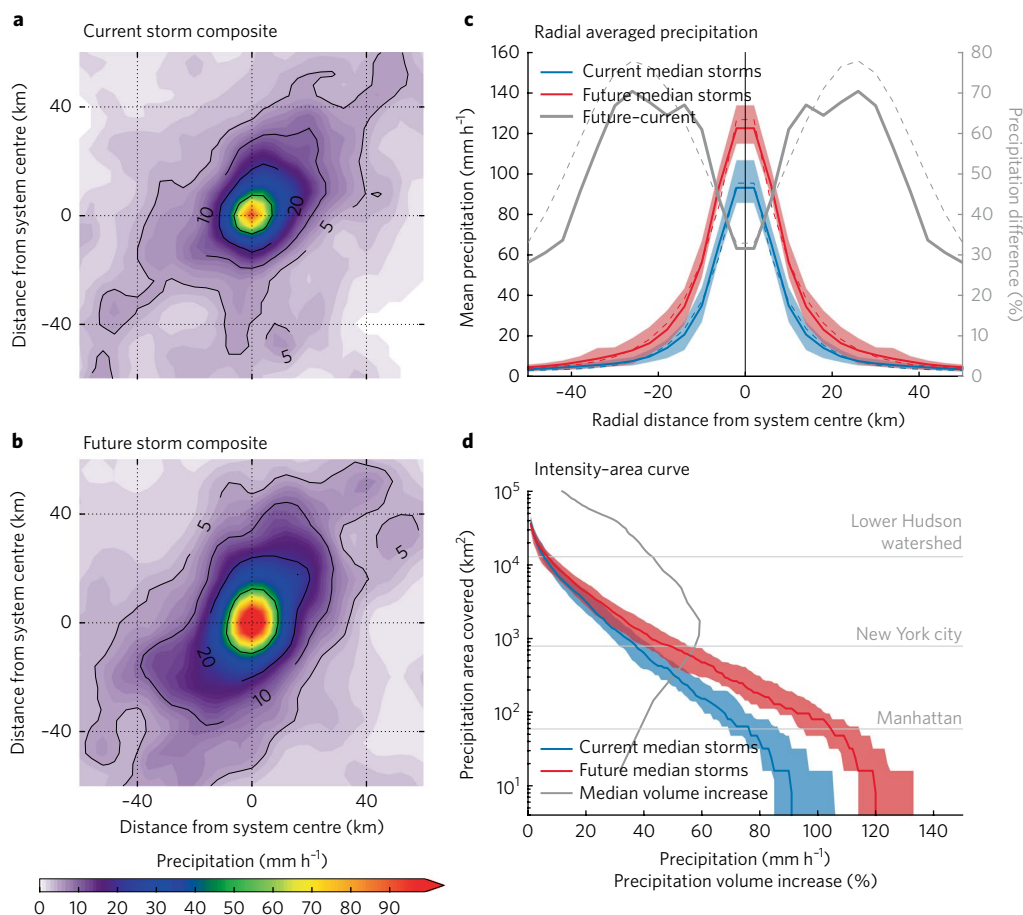 a
Current storm composite
Distance from system centre (km)
40
0
−40
10
20
5
5
b
Future storm composite
Distance from system centre (km)
40
0
−40
5
5
20
10
−40
0
40
Distance from system centre (km)
Precipitation (mm h⁻¹)
0 10 20 30 40 50 60 70 80 90
c
Radial averaged precipitation
Mean precipitation (mm h⁻¹)
160
140
120
100
80
60
40
20
0
Current median storms
Future median storms
Future–current
80
70
60
50
40
30
20
10
0
Precipitation difference (%)
−40 −20 0 20 40
Radial distance from system centre (km)
d
Intensity–area curve
Precipitation area covered (km²)
10⁵
10⁴
10³
10²
10¹
Lower Hudson
watershed
New York city
Manhattan
Current median storms
Future median storms
Median volume increase
0 20 40 60 80 100 120 140
Precipitation (mm h⁻¹)
Precipitation volume increase (%)